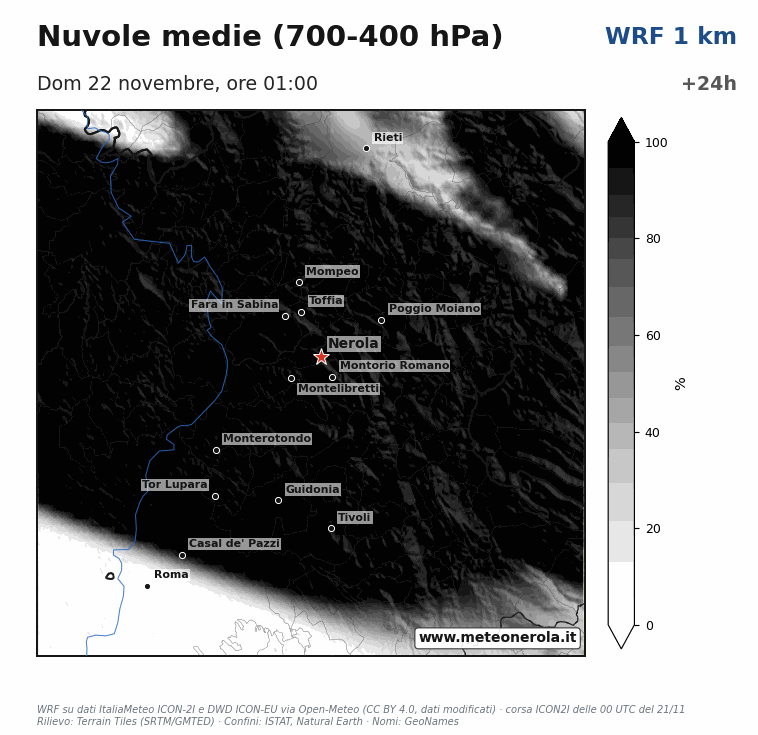 Nuvole medie (700-400 hPa)
WRF 1 km
Dom 22 novembre, ore 01:00
+24h
Rieti
Mompeo
Toffia
Fara in Sabina
Poggio Moiano
Nerola
Montorio Romano
Montelibretti
Monterotondo
Tor Lupara
Guidonia
Tivoli
Casal de' Pazzi
Roma
www.meteonerola.it
100
80
60
40
20
0
%
WRF su dati ItaliaMeteo ICON-2I e DWD ICON-EU via Open-Meteo (CC BY 4.0, dati modificati) · corsa ICON2I delle 00 UTC del 21/11
Rilievo: Terrain Tiles (SRTM/GMTED) · Confini: ISTAT, Natural Earth · Nomi: GeoNames